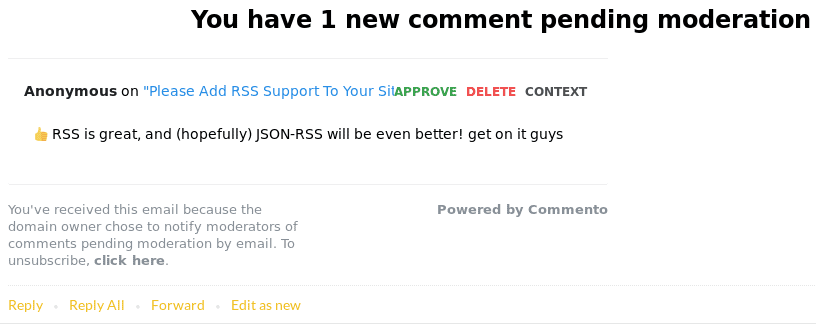 You have 1 new comment pending moderation
Anonymous on "Please Add RSS Support To Your Sit APPROVE DELETE CONTEXT
👍 RSS is great, and (hopefully) JSON-RSS will be even better! get on it guys
You've received this email because the
domain owner chose to notify moderators of
comments pending moderation by email. To
unsubscribe, click here.
Powered by Commento
Reply • Reply All • Forward • Edit as new